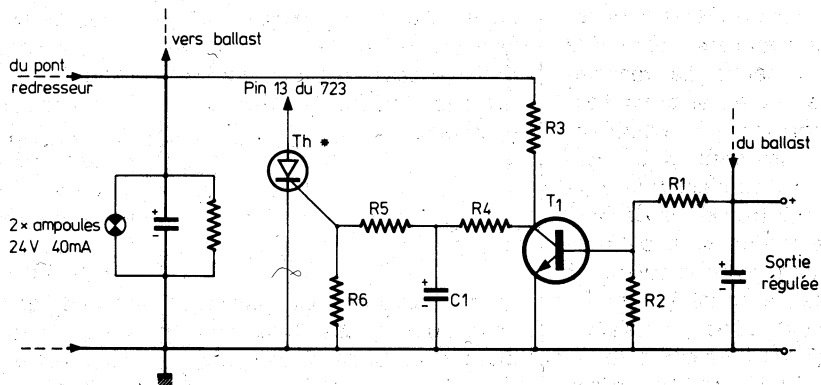 vers ballast
du pont
redresseur
Pin 13 du 723
Th *
R3
du ballast
R1
T1
2 x ampoules
24 V 40mA
+
-
R5
R4
+
-
R6
C1
R2
+
-
Sortie
régulée
+
-